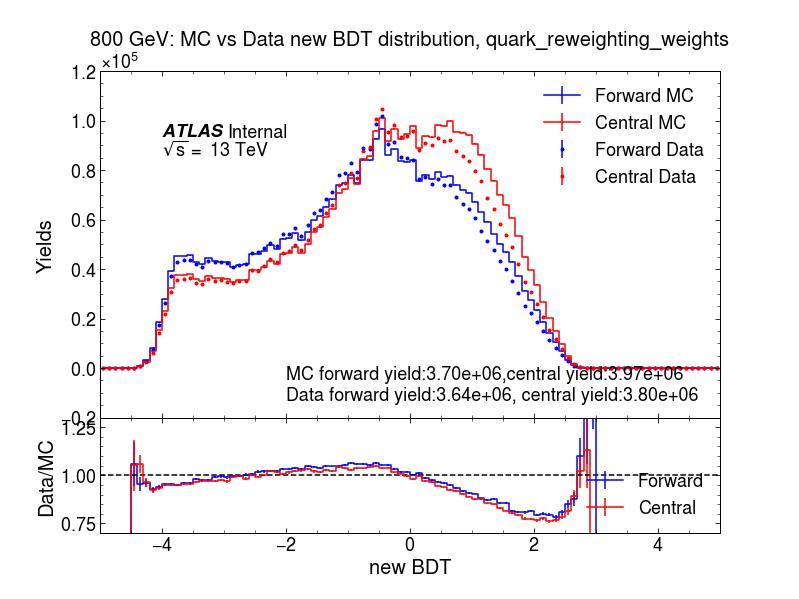 800 GeV: MC vs Data new BDT distribution, quark_reweighting_weights
×10⁵
1.2
1.0
0.8
0.6
0.4
0.2
0.0
0.2
Yields
ATLAS Internal
√s = 13 TeV
Forward MC
Central MC
Forward Data
Central Data
MC forward yield:3.70e+06,central yield:3.97e+06
Data forward yield:3.64e+06, central yield:3.80e+06
1.25
1.00
0.75
Data/MC
Forward
Central
−4
−2
0
2
4
new BDT